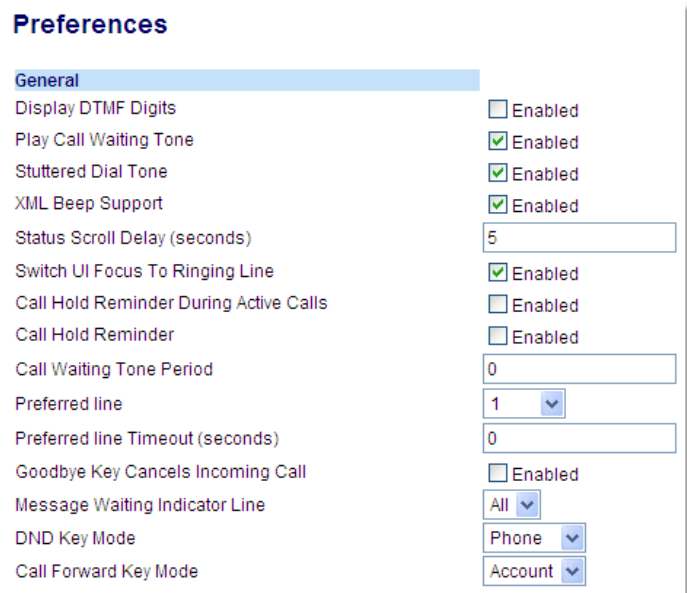 Preferences
General
Display DTMF Digits Enabled
Play Call Waiting Tone Enabled
Stuttered Dial Tone Enabled
XML Beep Support Enabled
Status Scroll Delay (seconds) 5
Switch UI Focus To Ringing Line Enabled
Call Hold Reminder During Active Calls Enabled
Call Hold Reminder Enabled
Call Waiting Tone Period 0
Preferred line 1
Preferred line Timeout (seconds) 0
Goodbye Key Cancels Incoming Call Enabled
Message Waiting Indicator Line All
DND Key Mode Phone
Call Forward Key Mode Account